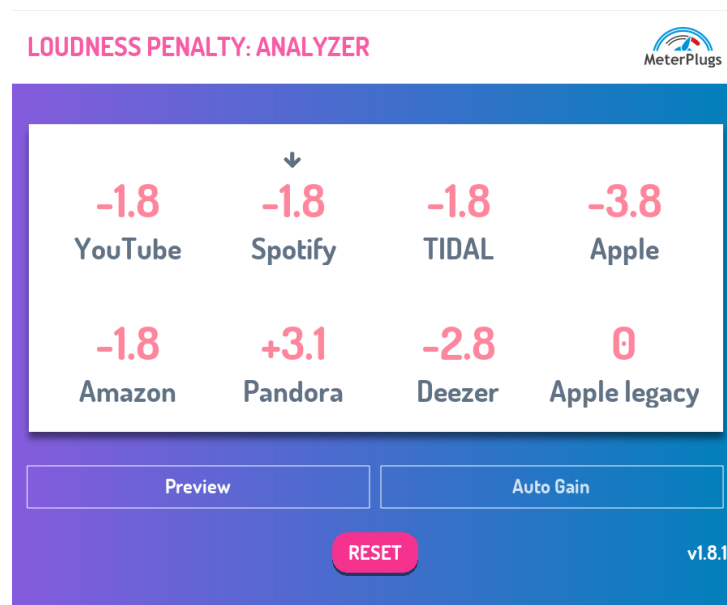 LOUDNESS PENALTY: ANALYZER
MeterPlugs
-1.8 -1.8 -1.8 -3.8
YouTube Spotify TIDAL Apple
-1.8 +3.1 -2.8 0
Amazon Pandora Deezer Apple legacy
Preview Auto Gain
RESET v1.8.1